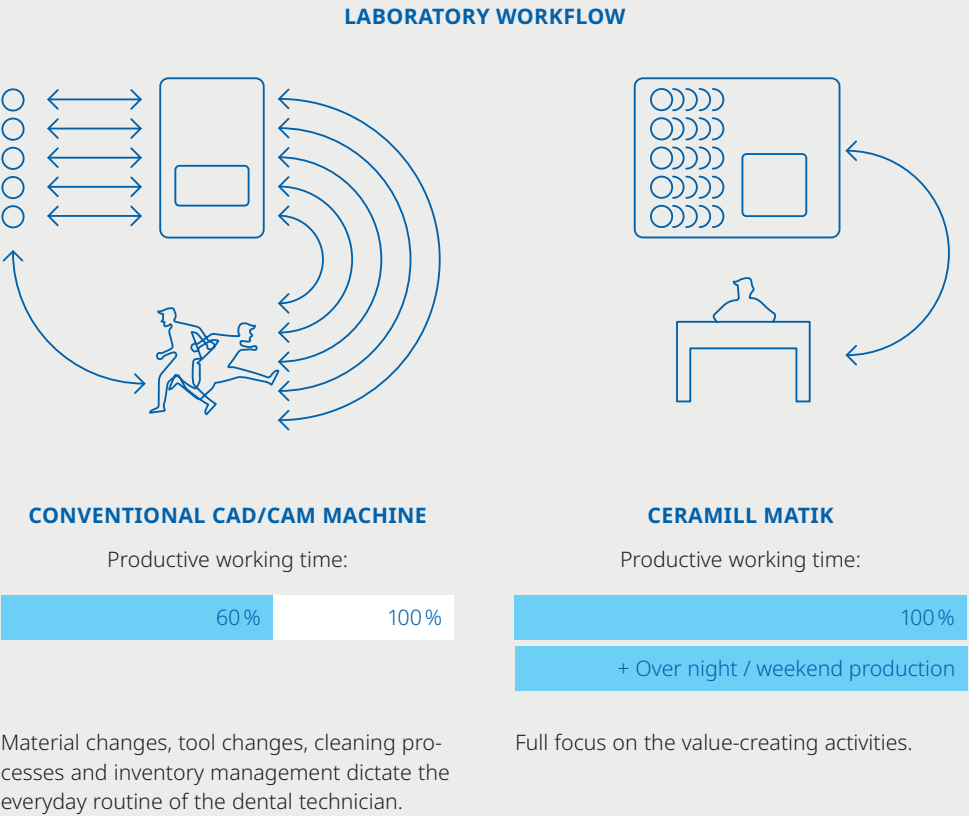 LABORATORY WORKFLOW
CONVENTIONAL CAD/CAM MACHINE
Productive working time:
60 % 100 %
Material changes, tool changes, cleaning pro-
cesses and inventory management dictate the
everyday routine of the dental technician.
CERAMILL MATIK
Productive working time:
100 %
+ Over night / weekend production
Full focus on the value-creating activities.